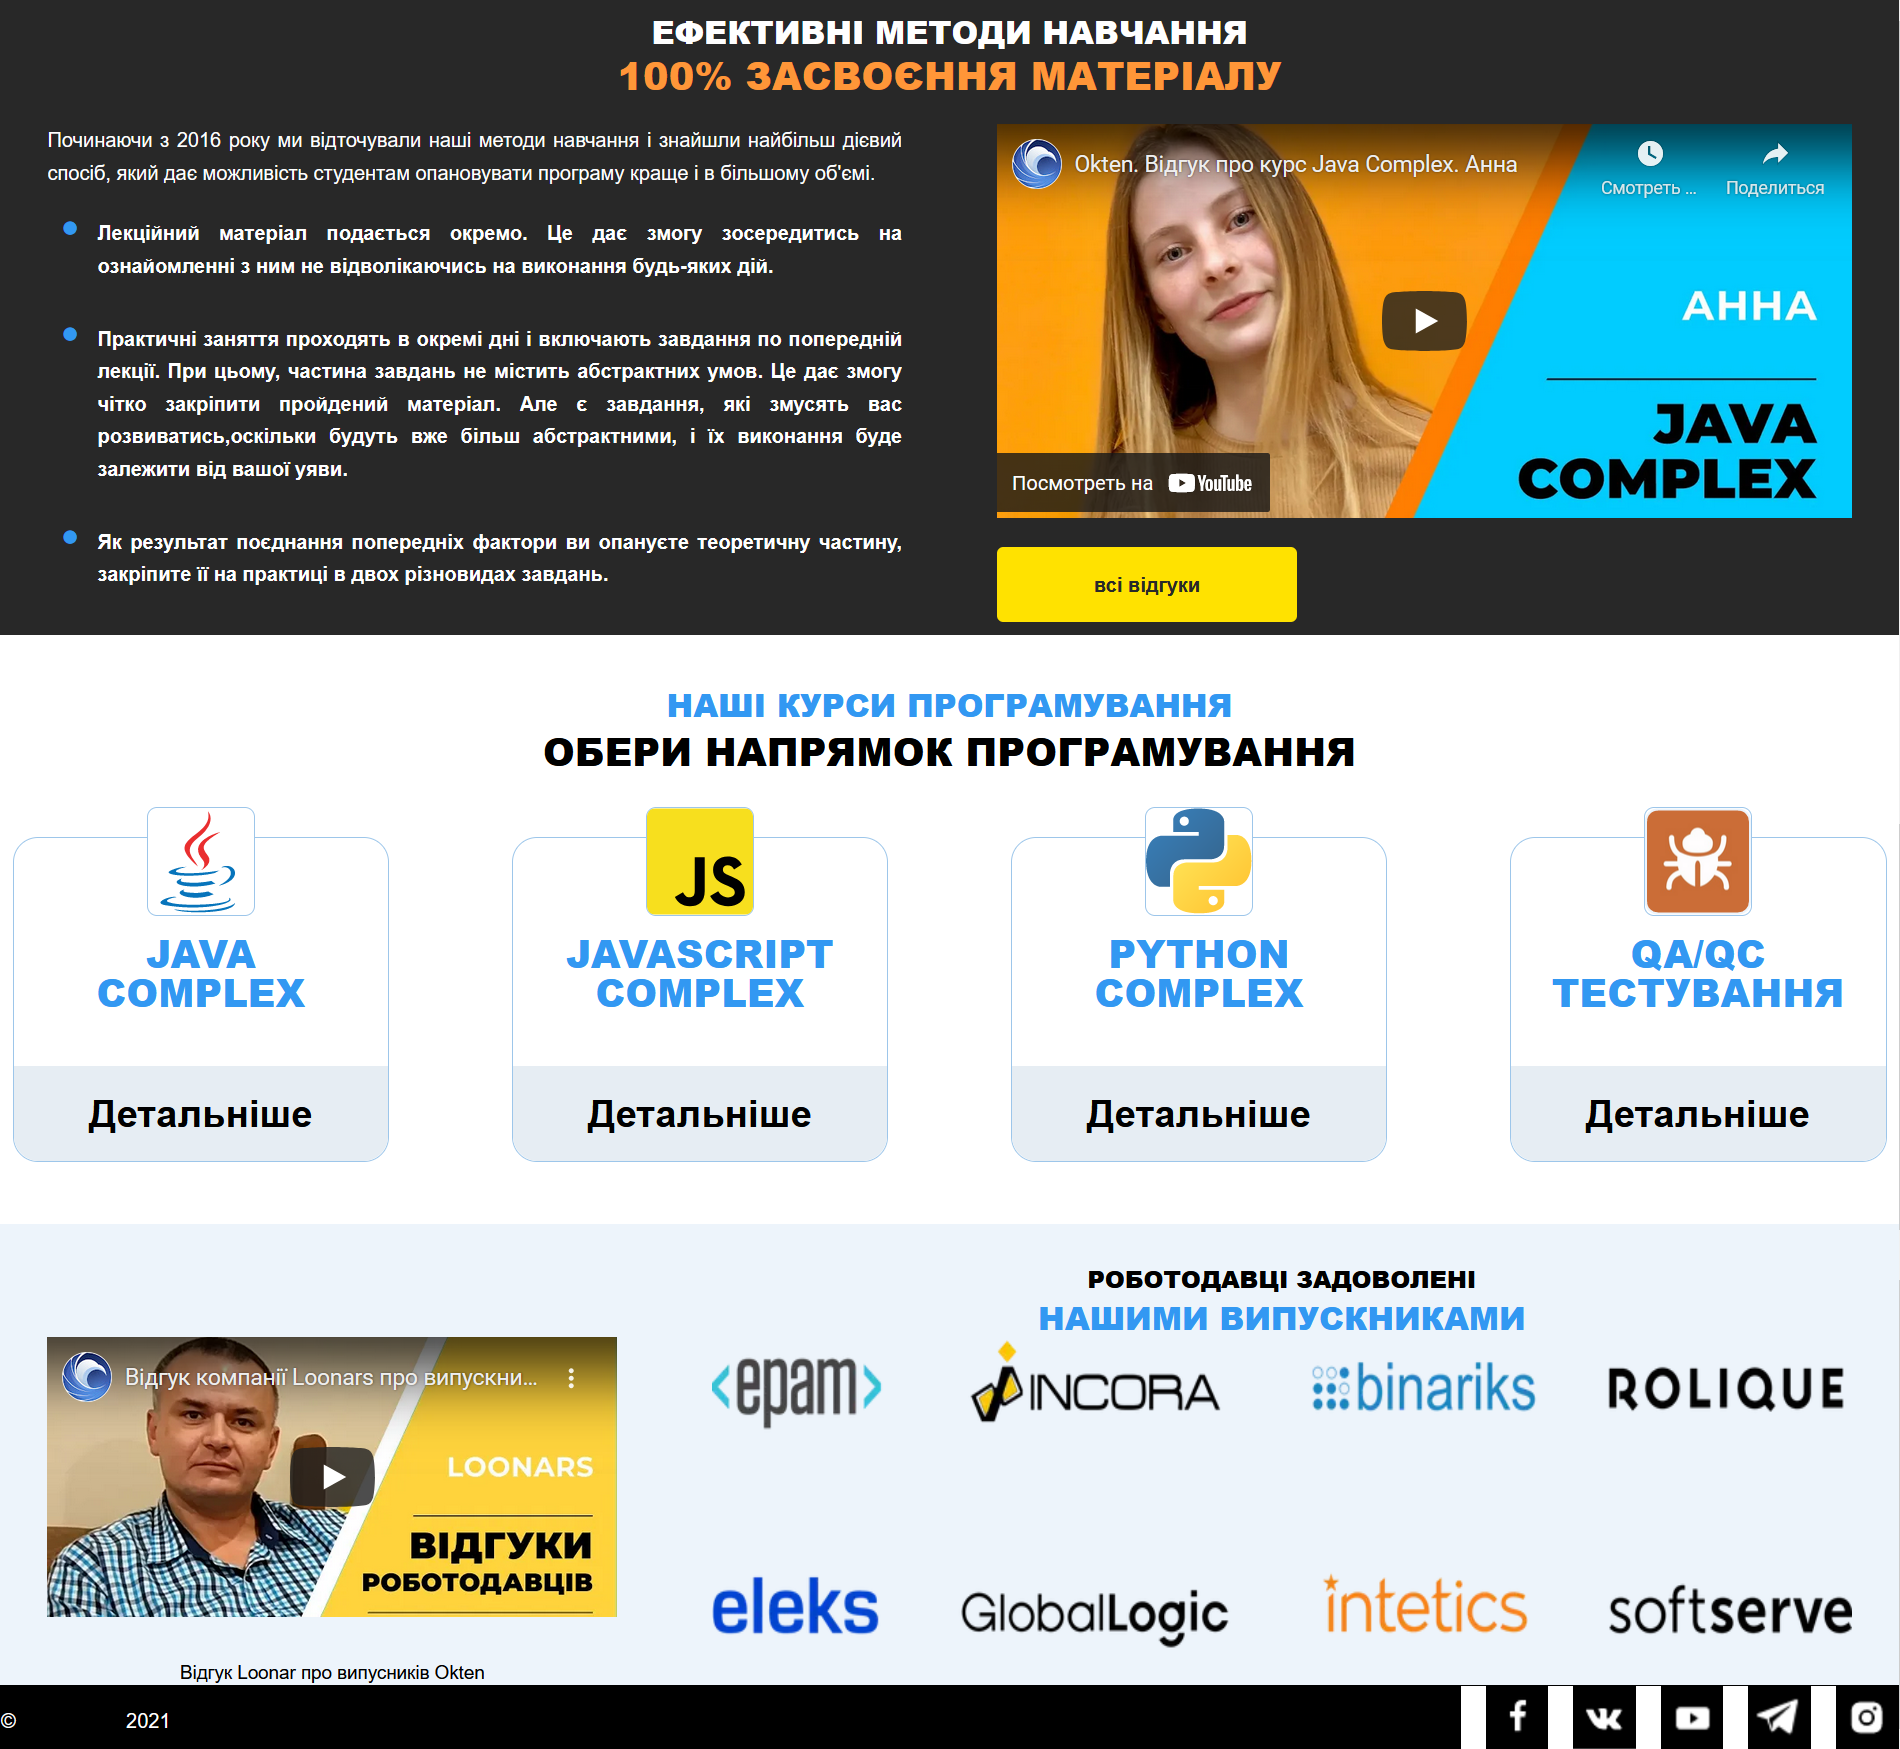 ЕФЕКТИВНІ МЕТОДИ НАВЧАННЯ
100% ЗАСВОЄННЯ МАТЕРІАЛУ
Починаючи з 2016 року ми відточували наші методи навчання і знайшли найбільш дієвий
спосіб, який дає можливість студентам опановувати програму краще і в більшому об'ємі.
Лекційний матеріал подається окремо. Це дає змогу зосередитись на
ознайомленні з ним не відволікаючись на виконання будь-яких дій.
Практичні заняття проходять в окремі дні і включають завдання по попередній
лекції. При цьому, частина завдань не містить абстрактних умов. Це дає змогу
чітко закріпити пройдений матеріал. Але є завдання, які змусять вас
розвиватись,оскільки будуть вже більш абстрактними, і їх виконання буде
залежити від вашої уяви.
Як результат поєднання попередніх фактори ви опануєте теоретичну частину,
закріпите її на практиці в двох різновидах завдань.
Okten. Відгук про курс Java Complex. Анна
Смотреть ...
Поделиться
АННА
JAVA
COMPLEX
Посмотреть на YouTube
всі відгуки
НАШІ КУРСИ ПРОГРАМУВАННЯ
ОБЕРИ НАПРЯМОК ПРОГРАМУВАННЯ
JAVA
COMPLEX
Детальніше
JS
JAVASCRIPT
COMPLEX
Детальніше
PYTHON
COMPLEX
Детальніше
QA/QC
ТЕСТУВАННЯ
Детальніше
Відгук компанії Loonars про випускни...
LOONARS
ВІДГУКИ
РОБОТОДАВЦІВ
Відгук Loonar про випусників Okten
РОБОТОДАВЦІ ЗАДОВОЛЕНІ
НАШИМИ ВИПУСКНИКАМИ
<epam>
INCORA
binariks
ROLIQUE
eleks
GlobalLogic
intetics
softserve
© 2021